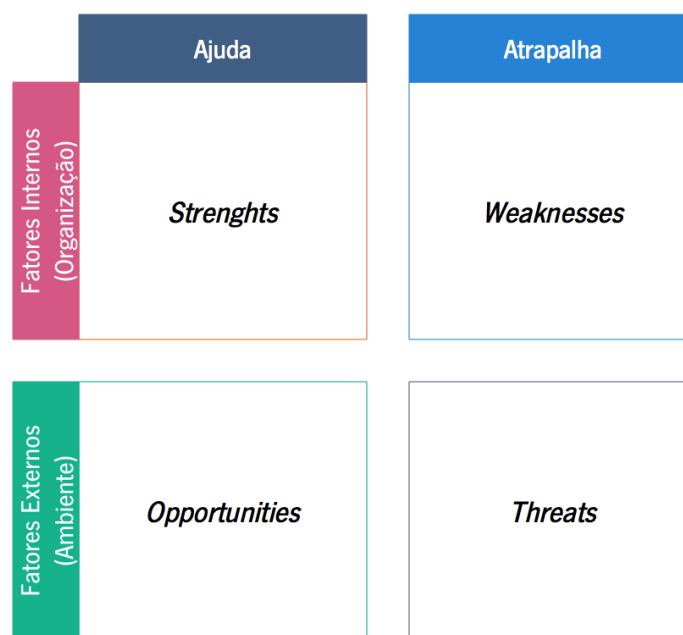 Ajuda
Atrapalha
Fatores Internos
(Organização)
Strenghts
Weaknesses
Fatores Externos
(Ambiente)
Opportunities
Threats